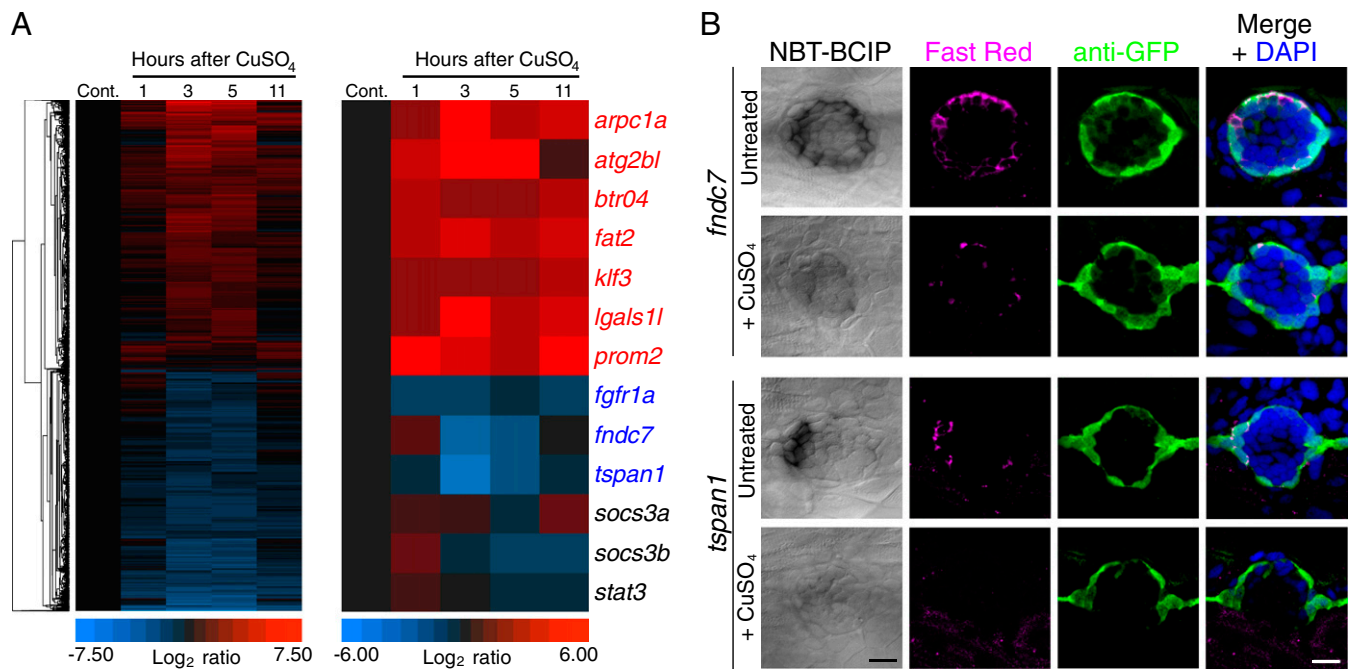 A
Hours after CuSO4
Cont. 1 3 5 11
-7.50 Log2 ratio 7.50
Hours after CuSO4
Cont. 1 3 5 11
arpc1a
atg2bl
btr04
fat2
klf3
lgals1l
prom2
fgfr1a
fndc7
tspan1
socs3a
socs3b
stat3
-6.00 Log2 ratio 6.00
B
NBT-BCIP Fast Red anti-GFP Merge + DAPI
fndc7
Untreated
+ CuSO4
tspan1
Untreated
+ CuSO4